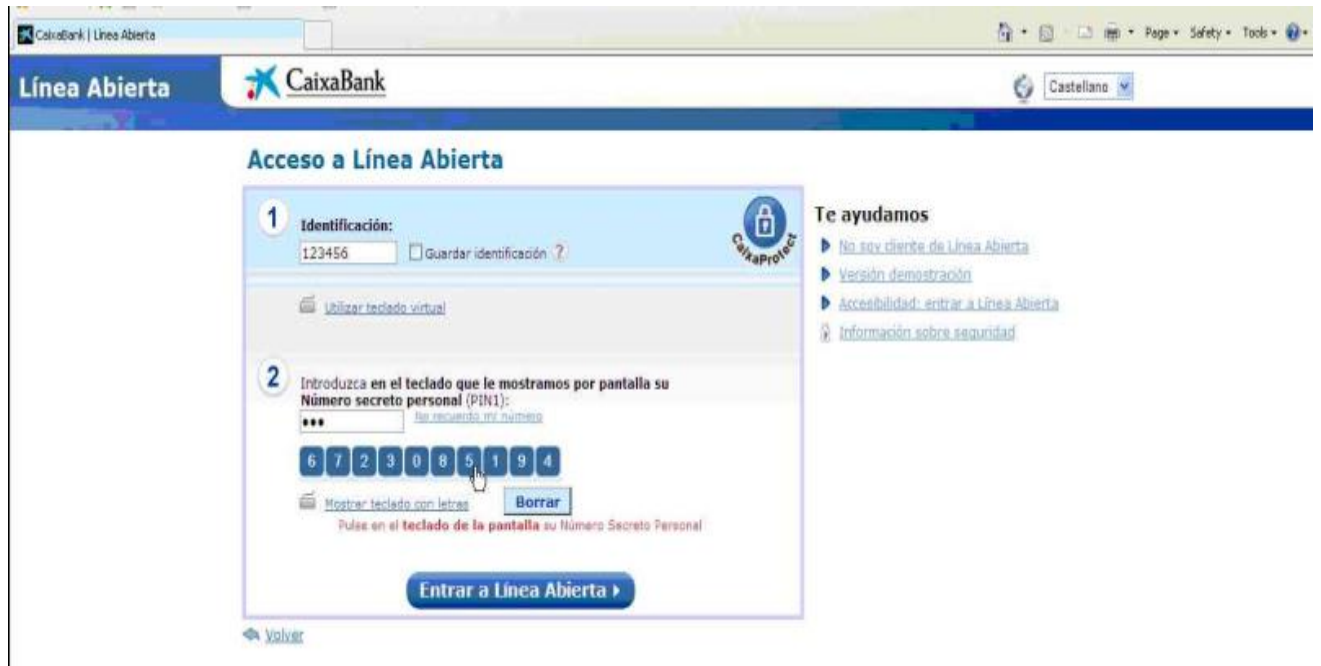 CaixaBank | Línea Abierta
Page Safety Tools
Línea Abierta
CaixaBank
Castellano
Acceso a Línea Abierta
1
Identificación:
123456
Guardar identificación ?
CaixaProtect
Utilizar teclado virtual
2
Introduzca en el teclado que le mostramos por pantalla su
Número secreto personal (PIN1):
•••
No recuerdo mi número
6 7 2 3 0 8 5 1 9 4
Mostrar teclado con letras
Borrar
Pulse en el teclado de la pantalla su Número Secreto Personal
Entrar a Línea Abierta
Volver
Te ayudamos
No soy cliente de Línea Abierta
Versión demostración
Accesibilidad: entrar a Línea Abierta
Información sobre seguridad